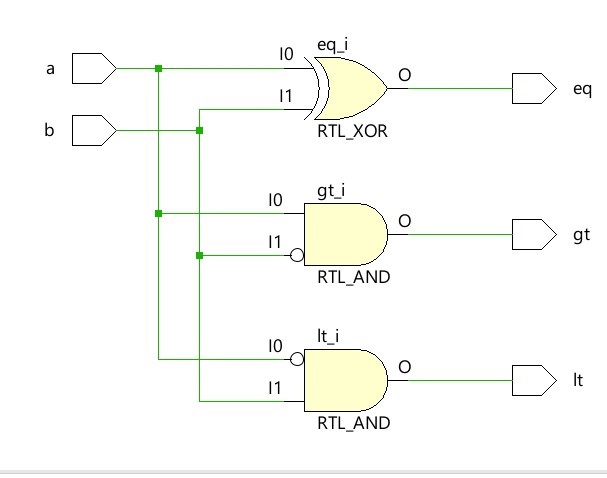 eq_i
a
I0
O
eq
I1
b
RTL_XOR
gt_i
I0
O
gt
I1
RTL_AND
lt_i
I0
O
lt
I1
RTL_AND